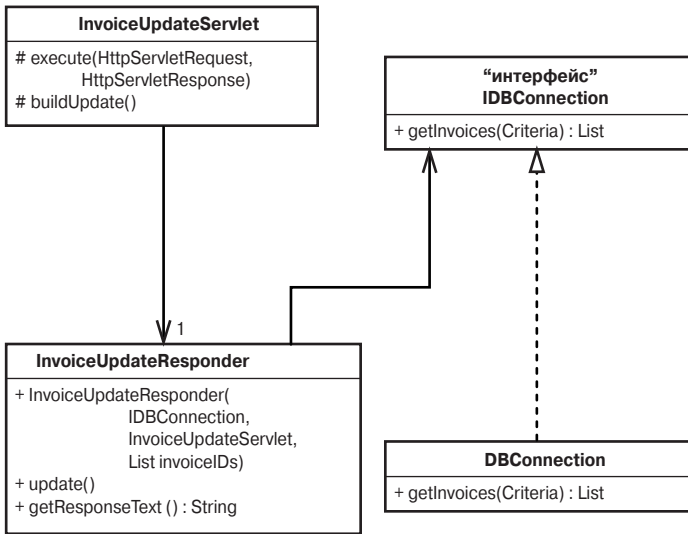 InvoiceUpdateServlet
# execute(HttpServletRequest,
HttpServletResponse)
# buildUpdate()
“интерфейс”
IDBConnection
+ getInvoices(Criteria) : List
1
InvoiceUpdateResponder
+ InvoiceUpdateResponder(
IDBConnection,
InvoiceUpdateServlet,
List invoiceIDs)
+ update()
+ getResponseText () : String
DBConnection
+ getInvoices(Criteria) : List